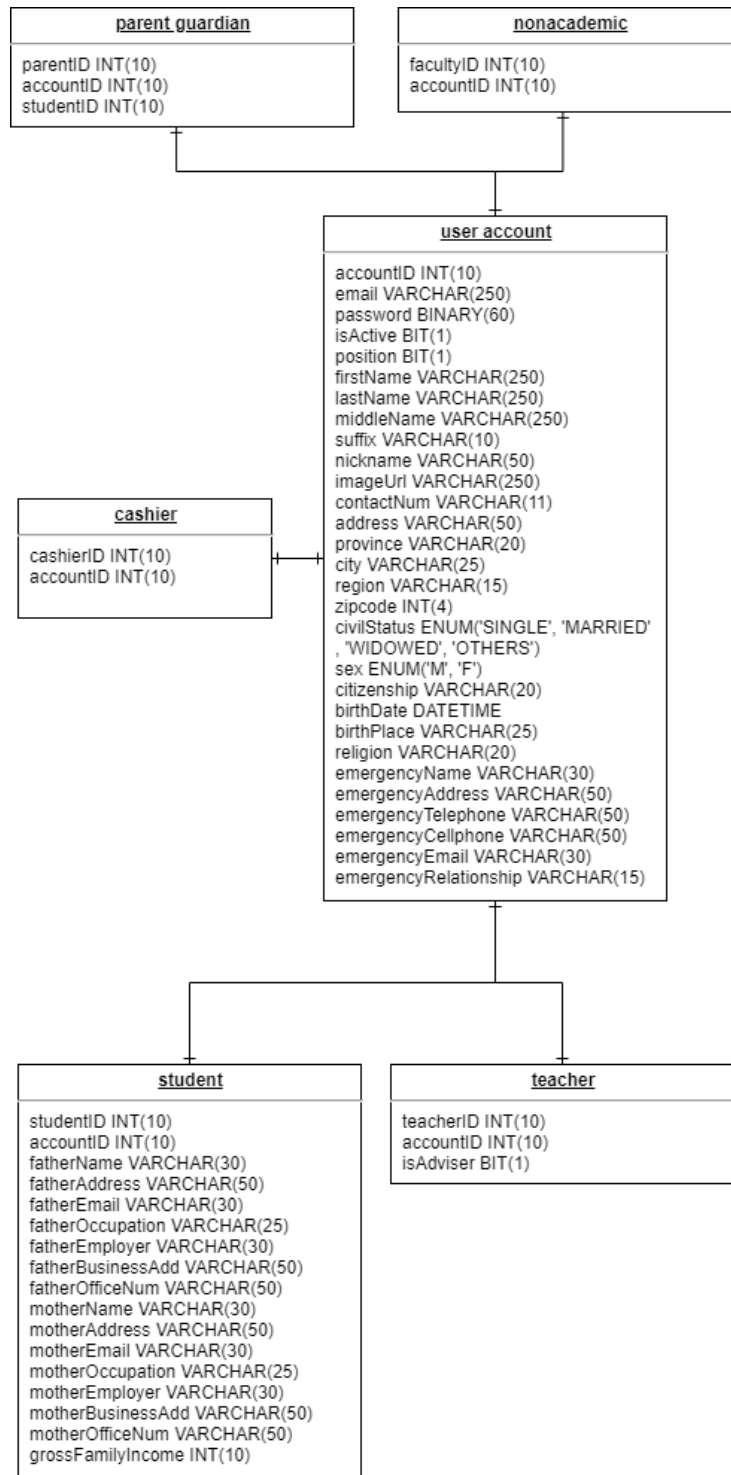 parent guardian
parentID INT(10)
accountID INT(10)
studentID INT(10)
nonacademic
facultyID INT(10)
accountID INT(10)
user account
accountID INT(10)
email VARCHAR(250)
password BINARY(60)
isActive BIT(1)
position BIT(1)
firstName VARCHAR(250)
lastName VARCHAR(250)
middleName VARCHAR(250)
suffix VARCHAR(10)
nickname VARCHAR(50)
imageUrl VARCHAR(250)
contactNum VARCHAR(11)
address VARCHAR(50)
province VARCHAR(20)
city VARCHAR(25)
region VARCHAR(15)
zipcode INT(4)
civilStatus ENUM('SINGLE', 'MARRIED'
, 'WIDOWED', 'OTHERS')
sex ENUM('M', 'F')
citizenship VARCHAR(20)
birthDate DATETIME
birthPlace VARCHAR(25)
religion VARCHAR(20)
emergencyName VARCHAR(30)
emergencyAddress VARCHAR(50)
emergencyTelephone VARCHAR(50)
emergencyCellphone VARCHAR(50)
emergencyEmail VARCHAR(30)
emergencyRelationship VARCHAR(15)
cashier
cashierID INT(10)
accountID INT(10)
student
studentID INT(10)
accountID INT(10)
fatherName VARCHAR(30)
fatherAddress VARCHAR(50)
fatherEmail VARCHAR(30)
fatherOccupation VARCHAR(25)
fatherEmployer VARCHAR(30)
fatherBusinessAdd VARCHAR(50)
fatherOfficeNum VARCHAR(50)
motherName VARCHAR(30)
motherAddress VARCHAR(50)
motherEmail VARCHAR(30)
motherOccupation VARCHAR(25)
motherEmployer VARCHAR(30)
motherBusinessAdd VARCHAR(50)
motherOfficeNum VARCHAR(50)
grossFamilyIncome INT(10)
teacher
teacherID INT(10)
accountID INT(10)
isAdviser BIT(1)